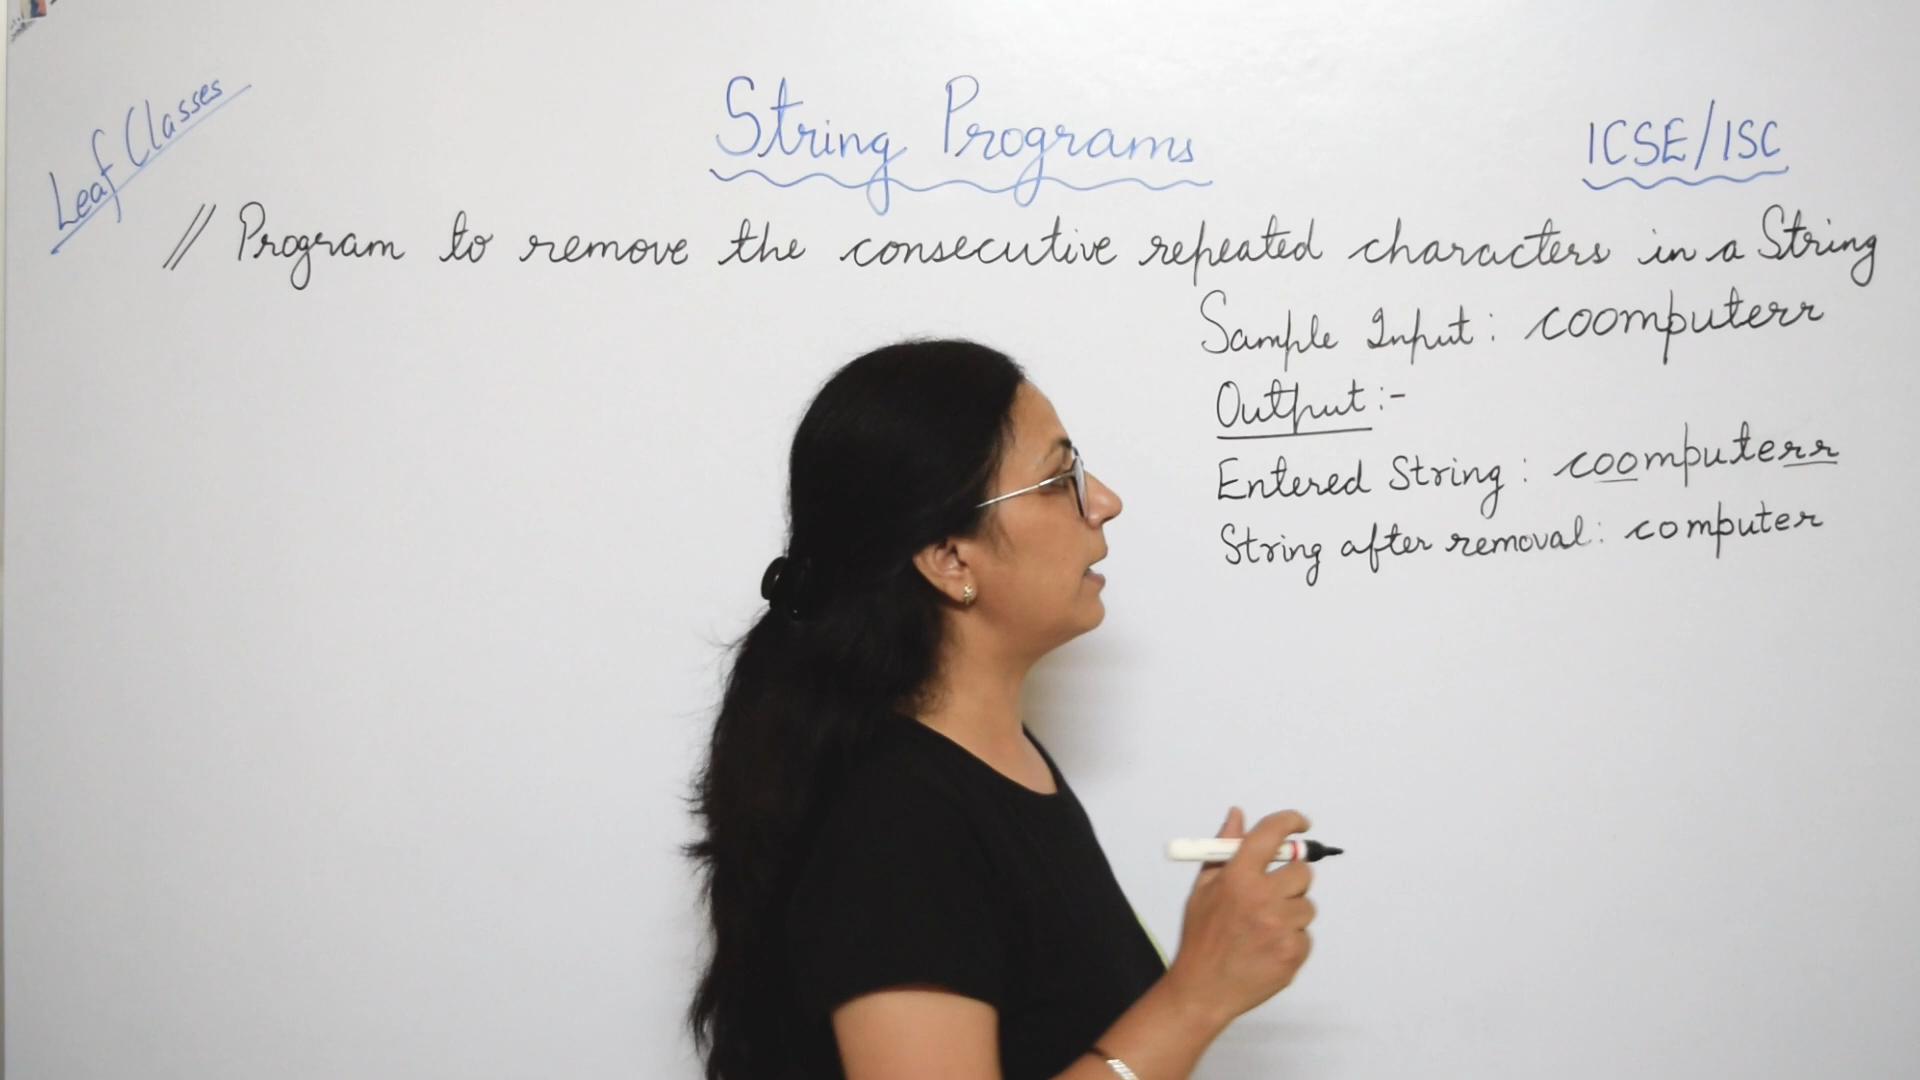 Leaf Classes
String Programs
ICSE/ISC
// Program to remove the consecutive repeated characters in a String
Sample Input: coomputerr
Output:-
Entered String: coomputerr
String after removal: computer